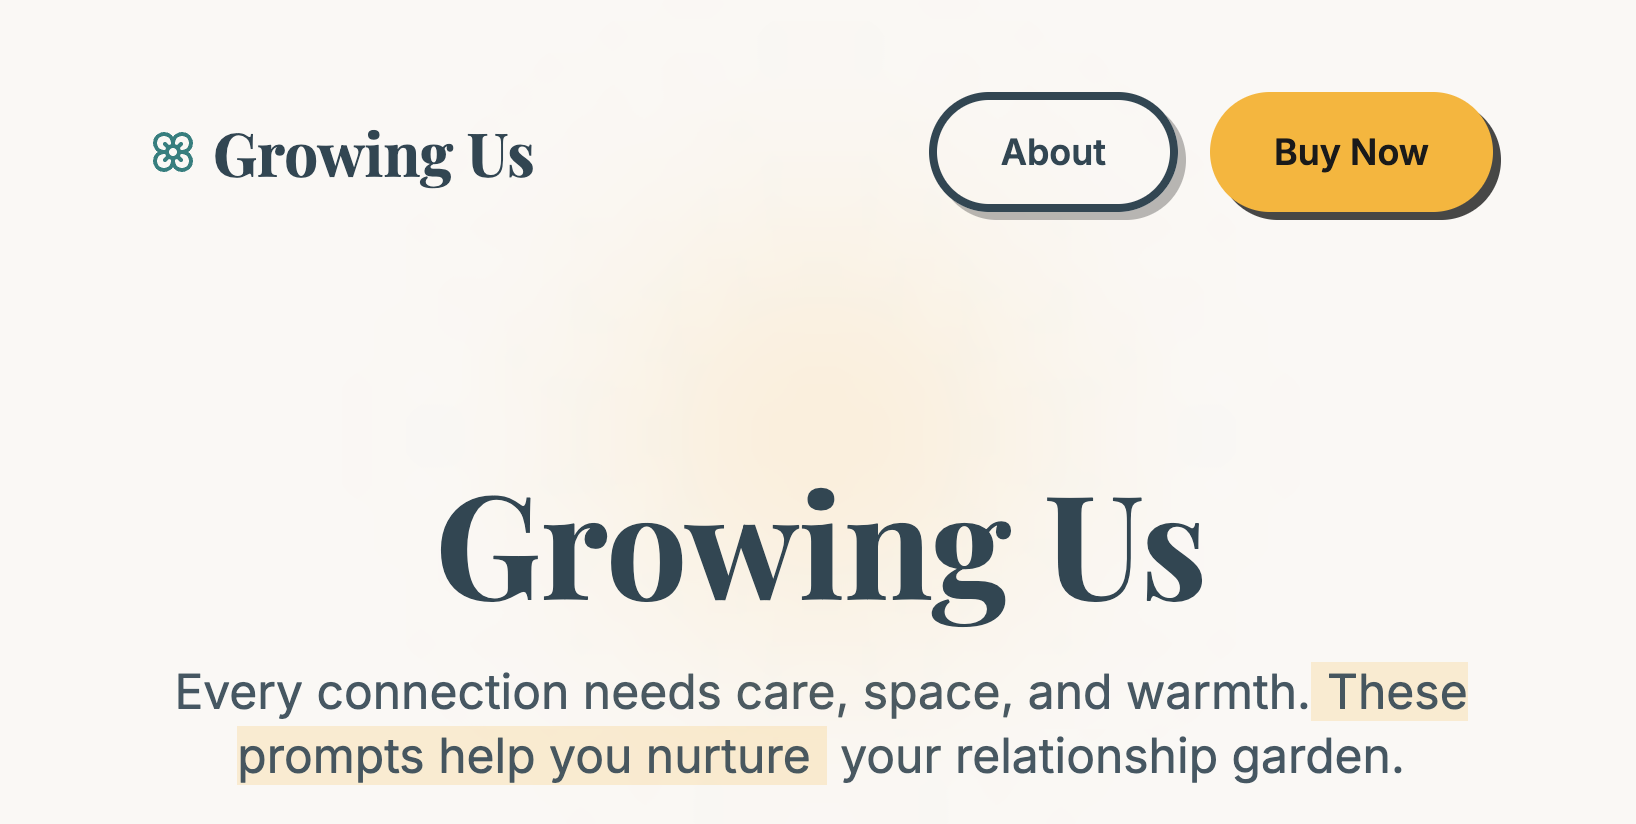 Growing Us
About
Buy Now
Growing Us
Every connection needs care, space, and warmth. These
prompts help you nurture your relationship garden.